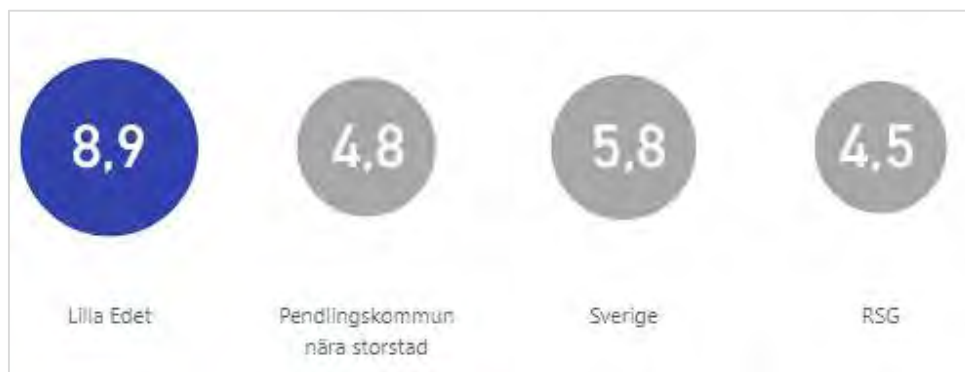 8,9
4,8
5,8
4,5
Lilla Edet
Pendlingskommun
nära storstad
Sverige
RSG